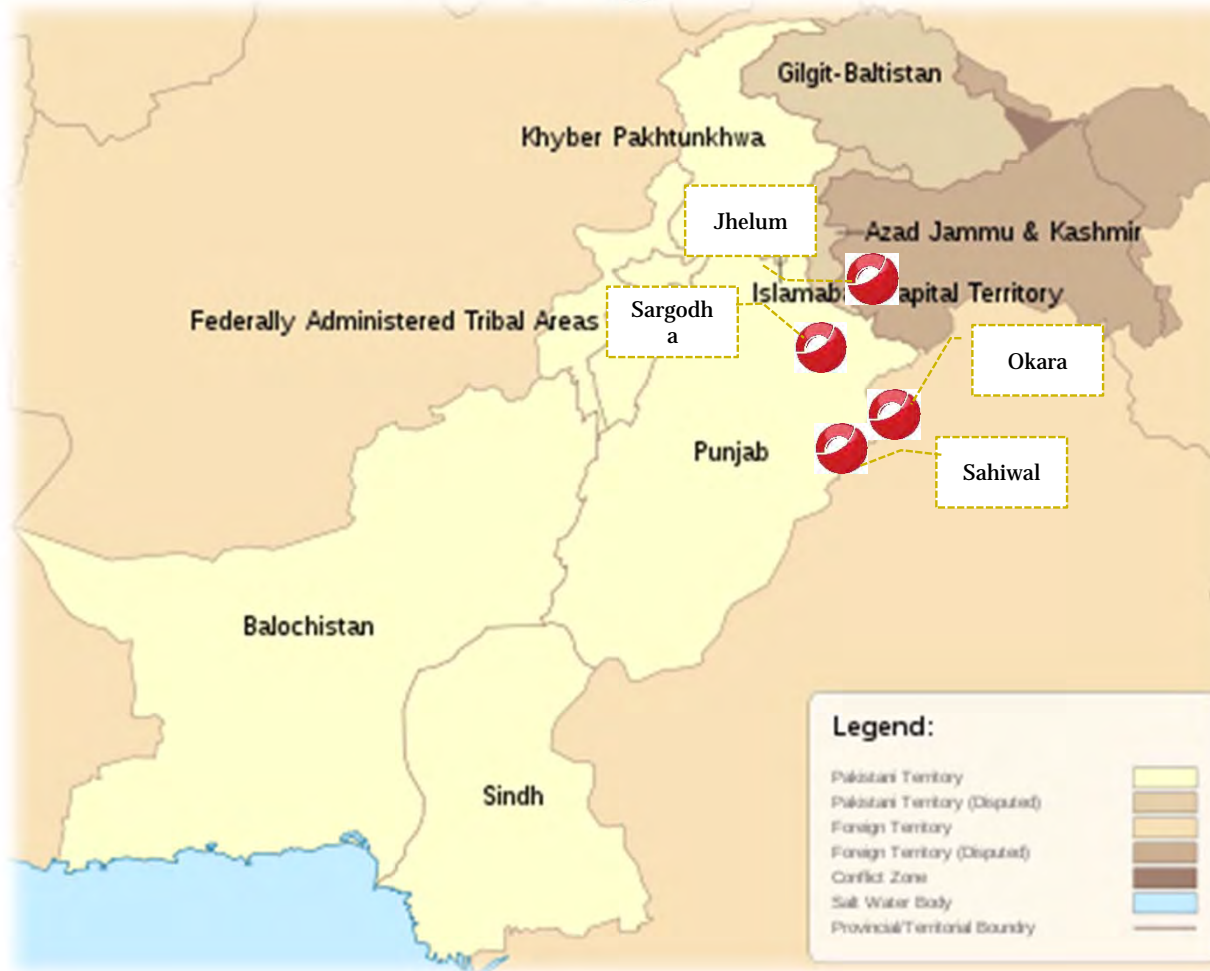 Gilgit-Baltistan
Khyber Pakhtunkhwa
Jhelum
Azad Jammu & Kashmir
Islamaba apital Territory
Federally Administered Tribal Areas
Sargodh
a
Okara
Punjab
Sahiwal
Balochistan
Sindh
Legend:
Pakistani Territory
Pakistani Territory (Disputed)
Foreign Territory
Foreign Territory (Disputed)
Conflict Zone
Salt Water Body
Provincial/Territorial Boundry